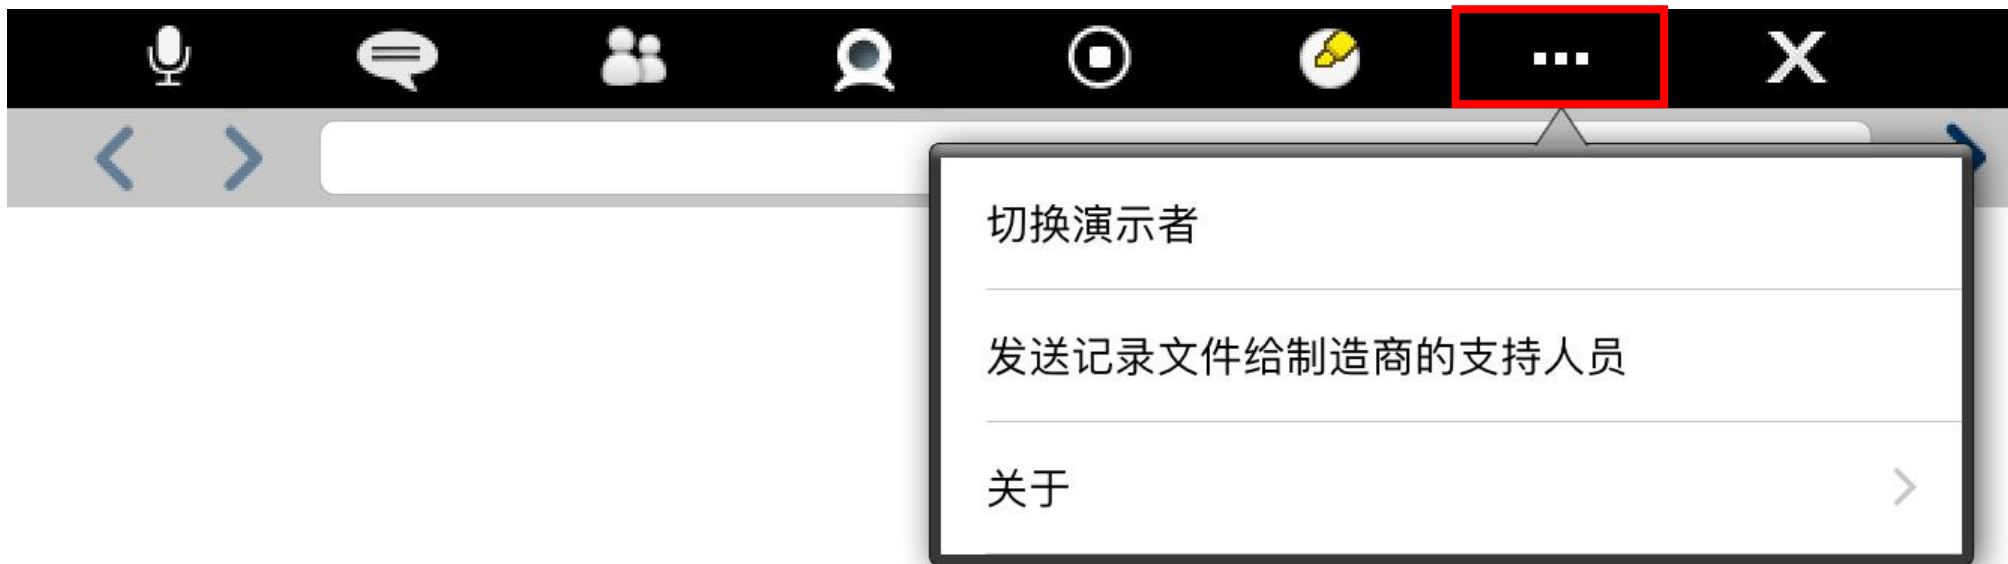 切换演示者
发送记录文件给制造商的支持人员
关于